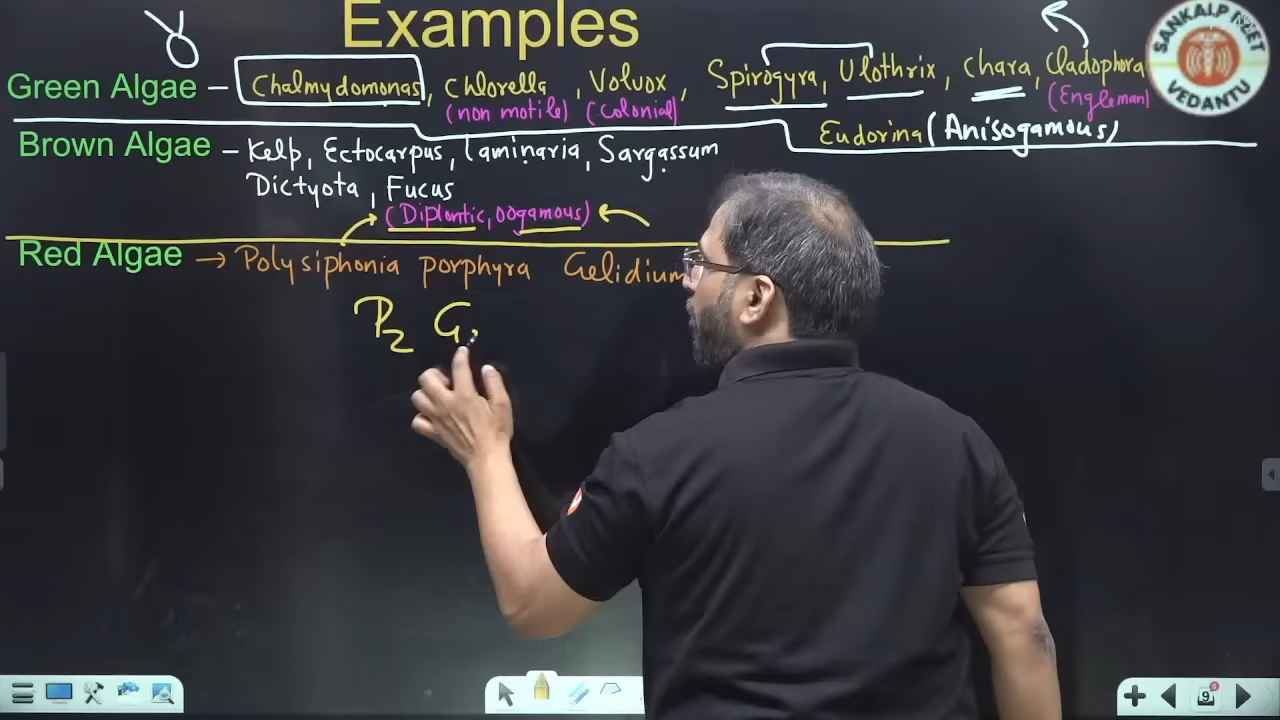 Examples
Green Algae – Chalmydomonas, Chlorella, Volvox, Spirogyra, Ulothrix, Chara, Cladophora
(non motile) (Colonial) (Engleman)
Eudorina (Anisogamous)
Brown Algae – Kelp, Ectocarpus, Laminaria, Sargassum
Dictyota, Fucus
(Diplontic, oogamous)
Red Algae → Polysiphonia porphyra Gelidium
P2 G
SANKALP NEET
VEDANTU
9